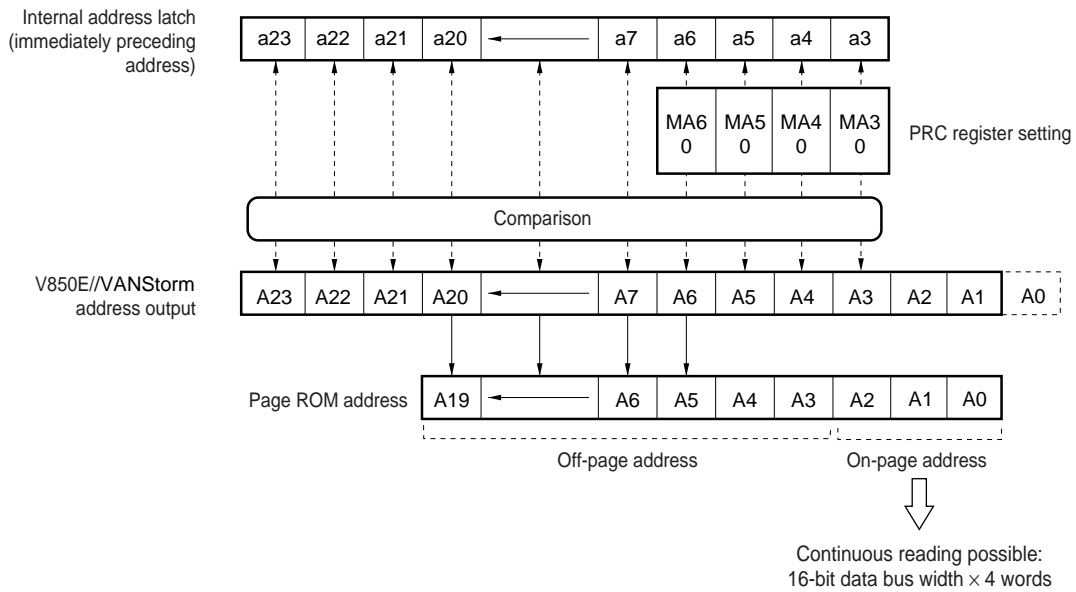 Internal address latch
(immediately preceding
address)
a23 a22 a21 a20 a7 a6 a5 a4 a3
MA6 MA5 MA4 MA3
0 0 0 0
PRC register setting
Comparison
V850E//VANStorm
address output
A23 A22 A21 A20 A7 A6 A5 A4 A3 A2 A1 A0
Page ROM address
A19 A6 A5 A4 A3 A2 A1 A0
Off-page address
On-page address
Continuous reading possible:
16-bit data bus width × 4 words